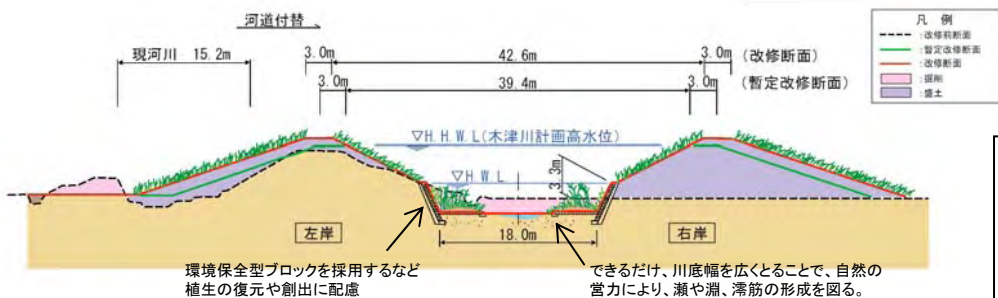 河道付替
現河川 15.2m
3.0m
42.6m
3.0m
(改修断面)
3.0m
39.4m
3.0m
(暫定改修断面)
凡 例
:改修前断面
:暫定改修断面
:改修断面
:掘削
:盛土
▽H.H.W.L(木津川計画高水位)
▽H.W.L
3.3m
左岸
18.0m
右岸
環境保全型ブロックを採用するなど
植生の復元や創出に配慮
できるだけ、川底幅を広くとることで、自然の
営力により、瀬や淵、澪筋の形成を図る。